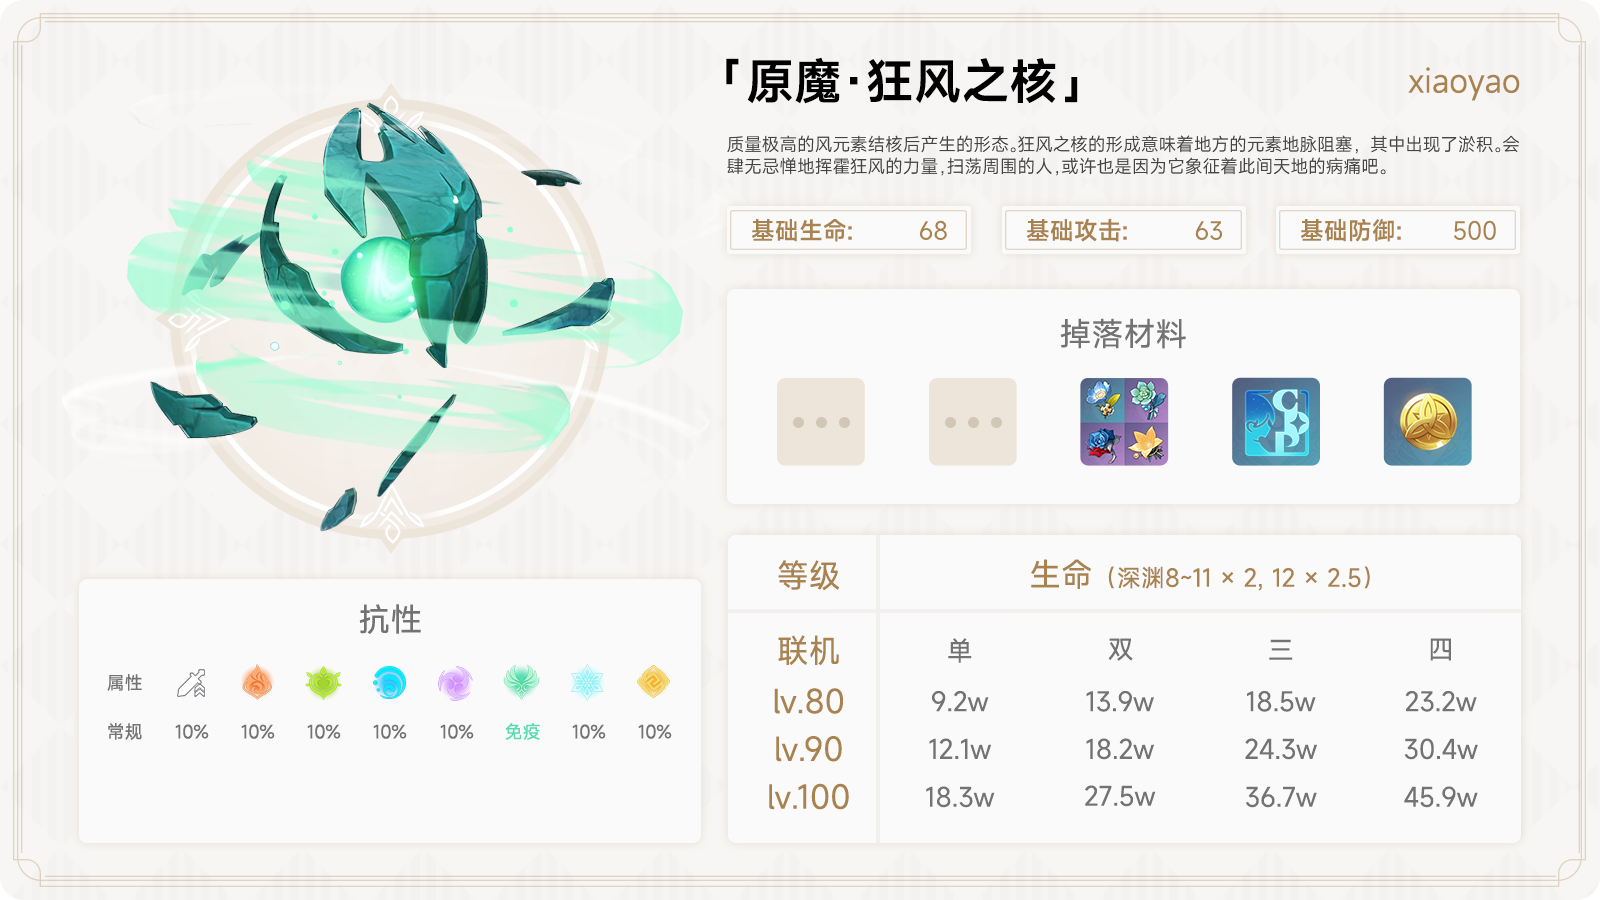 「原魔·狂风之核」
xiaoyao
质量极高的风元素结核后产生的形态。狂风之核的形成意味着地方的元素地脉阻塞，其中出现了淤积。会
肆无忌惮地挥霍狂风的力量,扫荡周围的人,或许也是因为它象征着此间天地的病痛吧。
基础生命: 68
基础攻击: 63
基础防御: 500
掉落材料
CDP
抗性
属性
常规 10% 10% 10% 10% 10% 免疫 10% 10%
等级 生命（深渊8~11 × 2, 12 × 2.5）
联机 单 双 三 四
lv.80 9.2w 13.9w 18.5w 23.2w
lv.90 12.1w 18.2w 24.3w 30.4w
lv.100 18.3w 27.5w 36.7w 45.9w